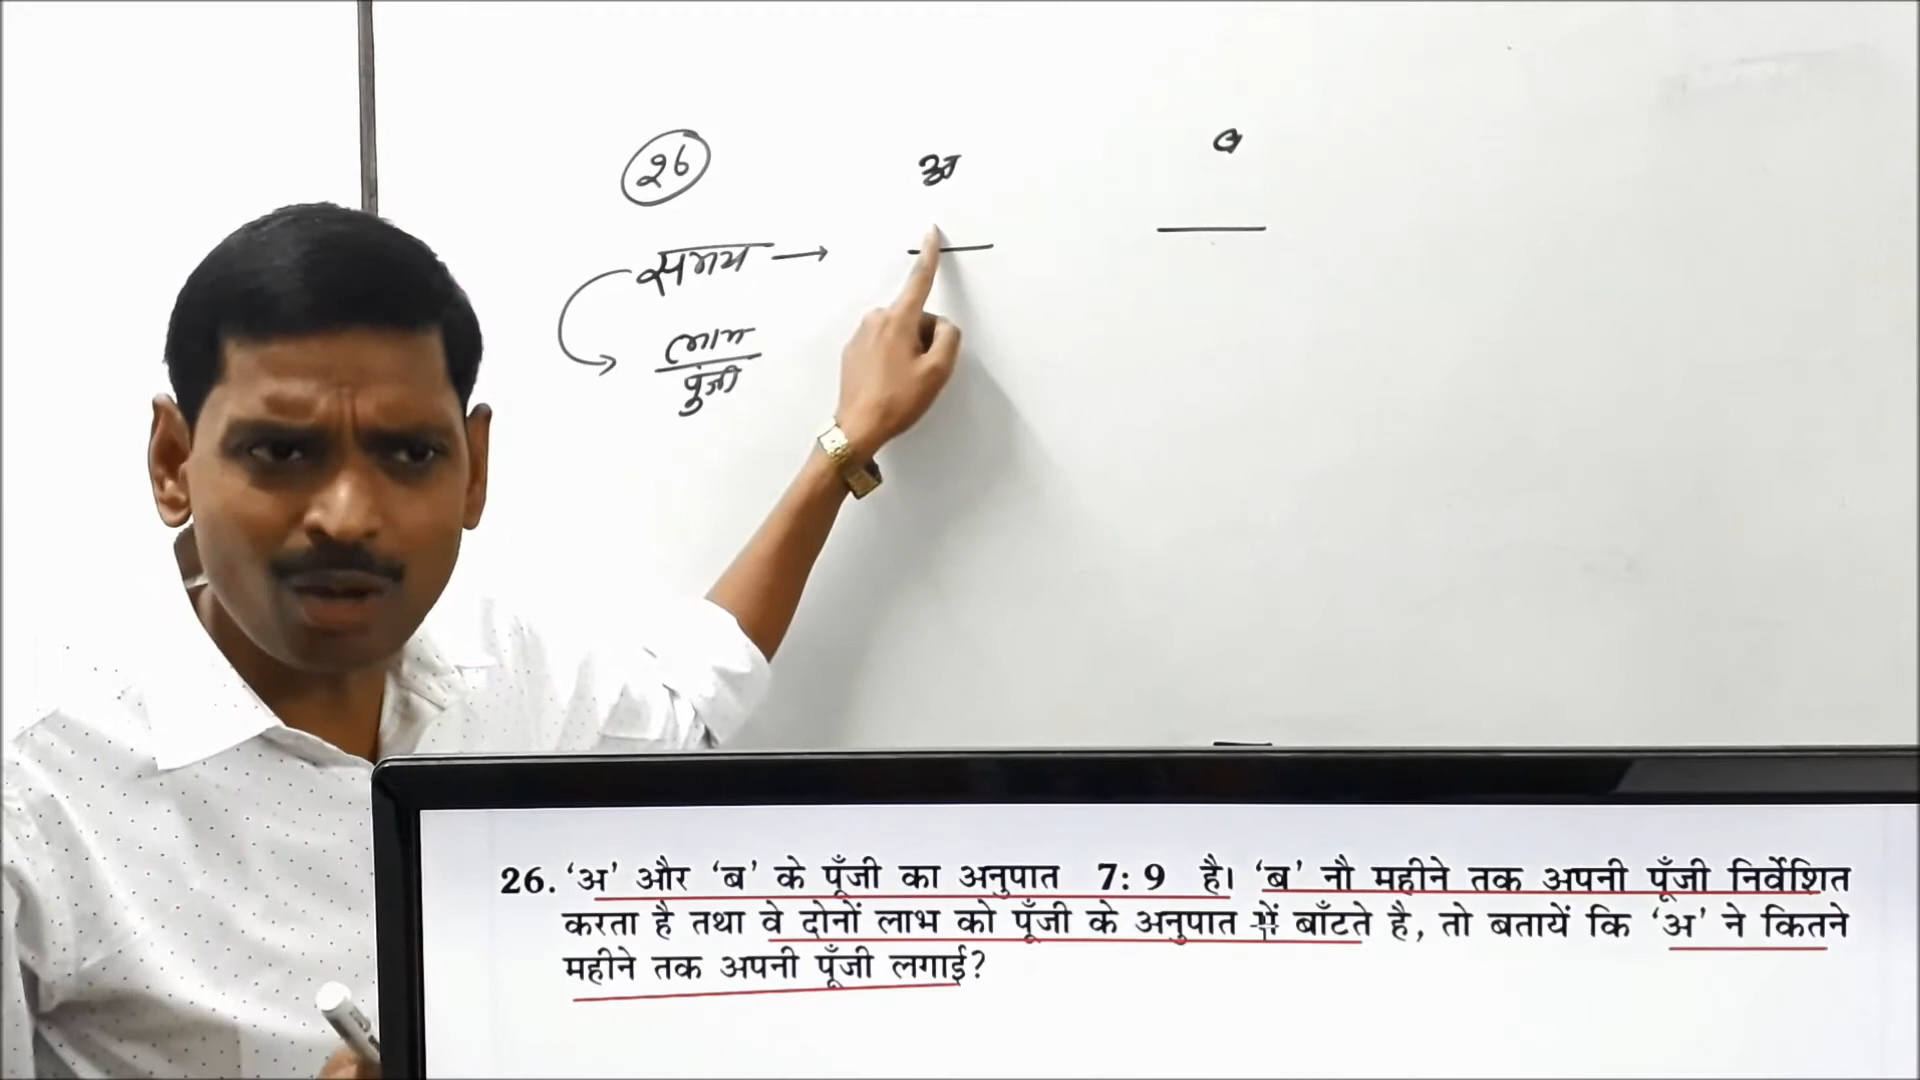 २६
अ
ब
समय →
लाभ
पुंजी
26. ‘अ’ और ‘ब’ के पूँजी का अनुपात 7: 9 है। ‘ब’ नौ महीने तक अपनी पूँजी निर्वेशित
करता है तथा वे दोनों लाभ को पूँजी के अनुपात में बाँटते है, तो बतायें कि ‘अ’ ने कितने
महीने तक अपनी पूँजी लगाई?